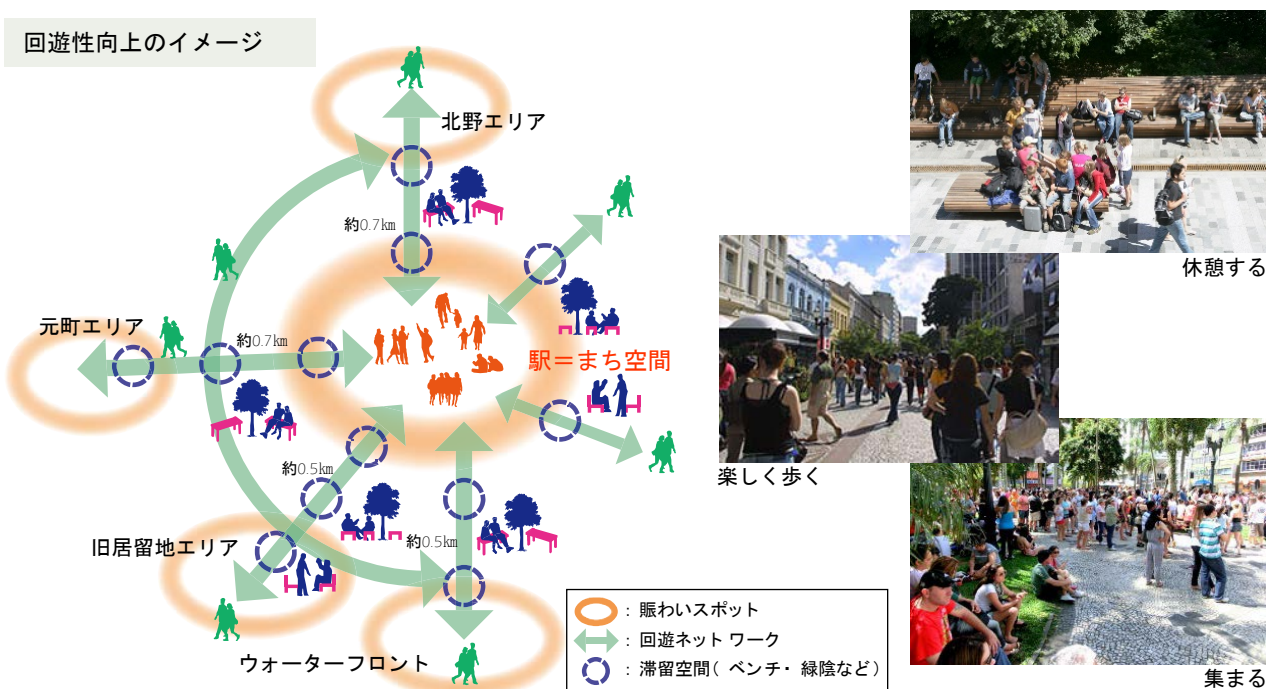 回遊性向上のイメージ
北野エリア
約0.7km
元町エリア
約0.7km
駅=まち空間
約0.5km
旧居留地エリア
約0.5km
ウォーターフロント
: 賑わいスポット
: 回遊ネットワーク
: 滞留空間(ベンチ・緑陰など)
休憩する
楽しく歩く
集まる